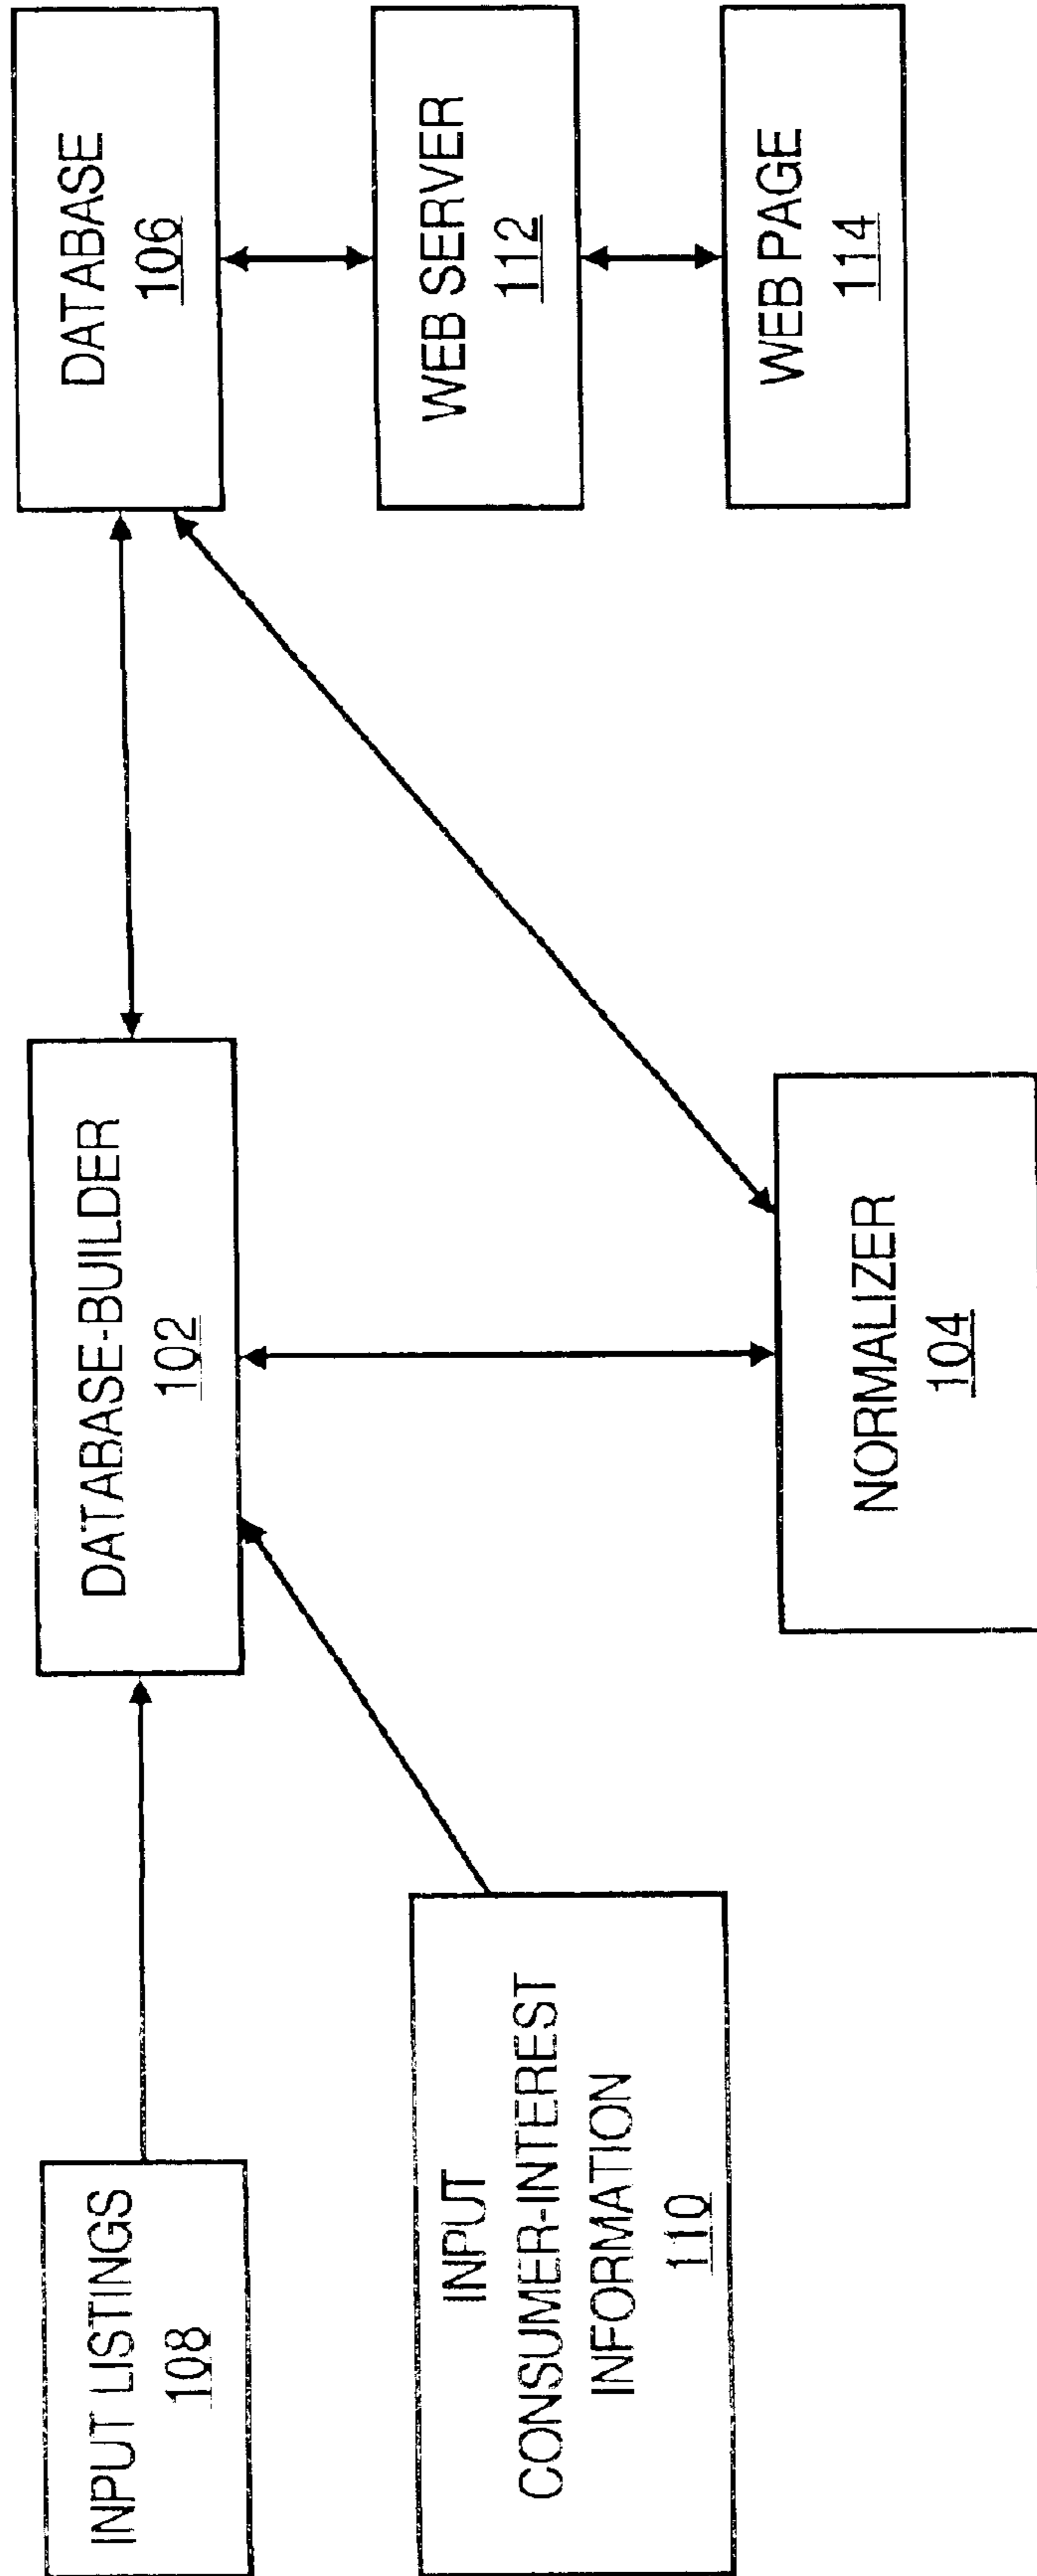 INPUT LISTINGS
108
INPUT
CONSUMER-INTEREST
INFORMATION
110
DATABASE-BUILDER
102
NORMALIZER
104
DATABASE
106
WEB SERVER
112
WEB PAGE
114